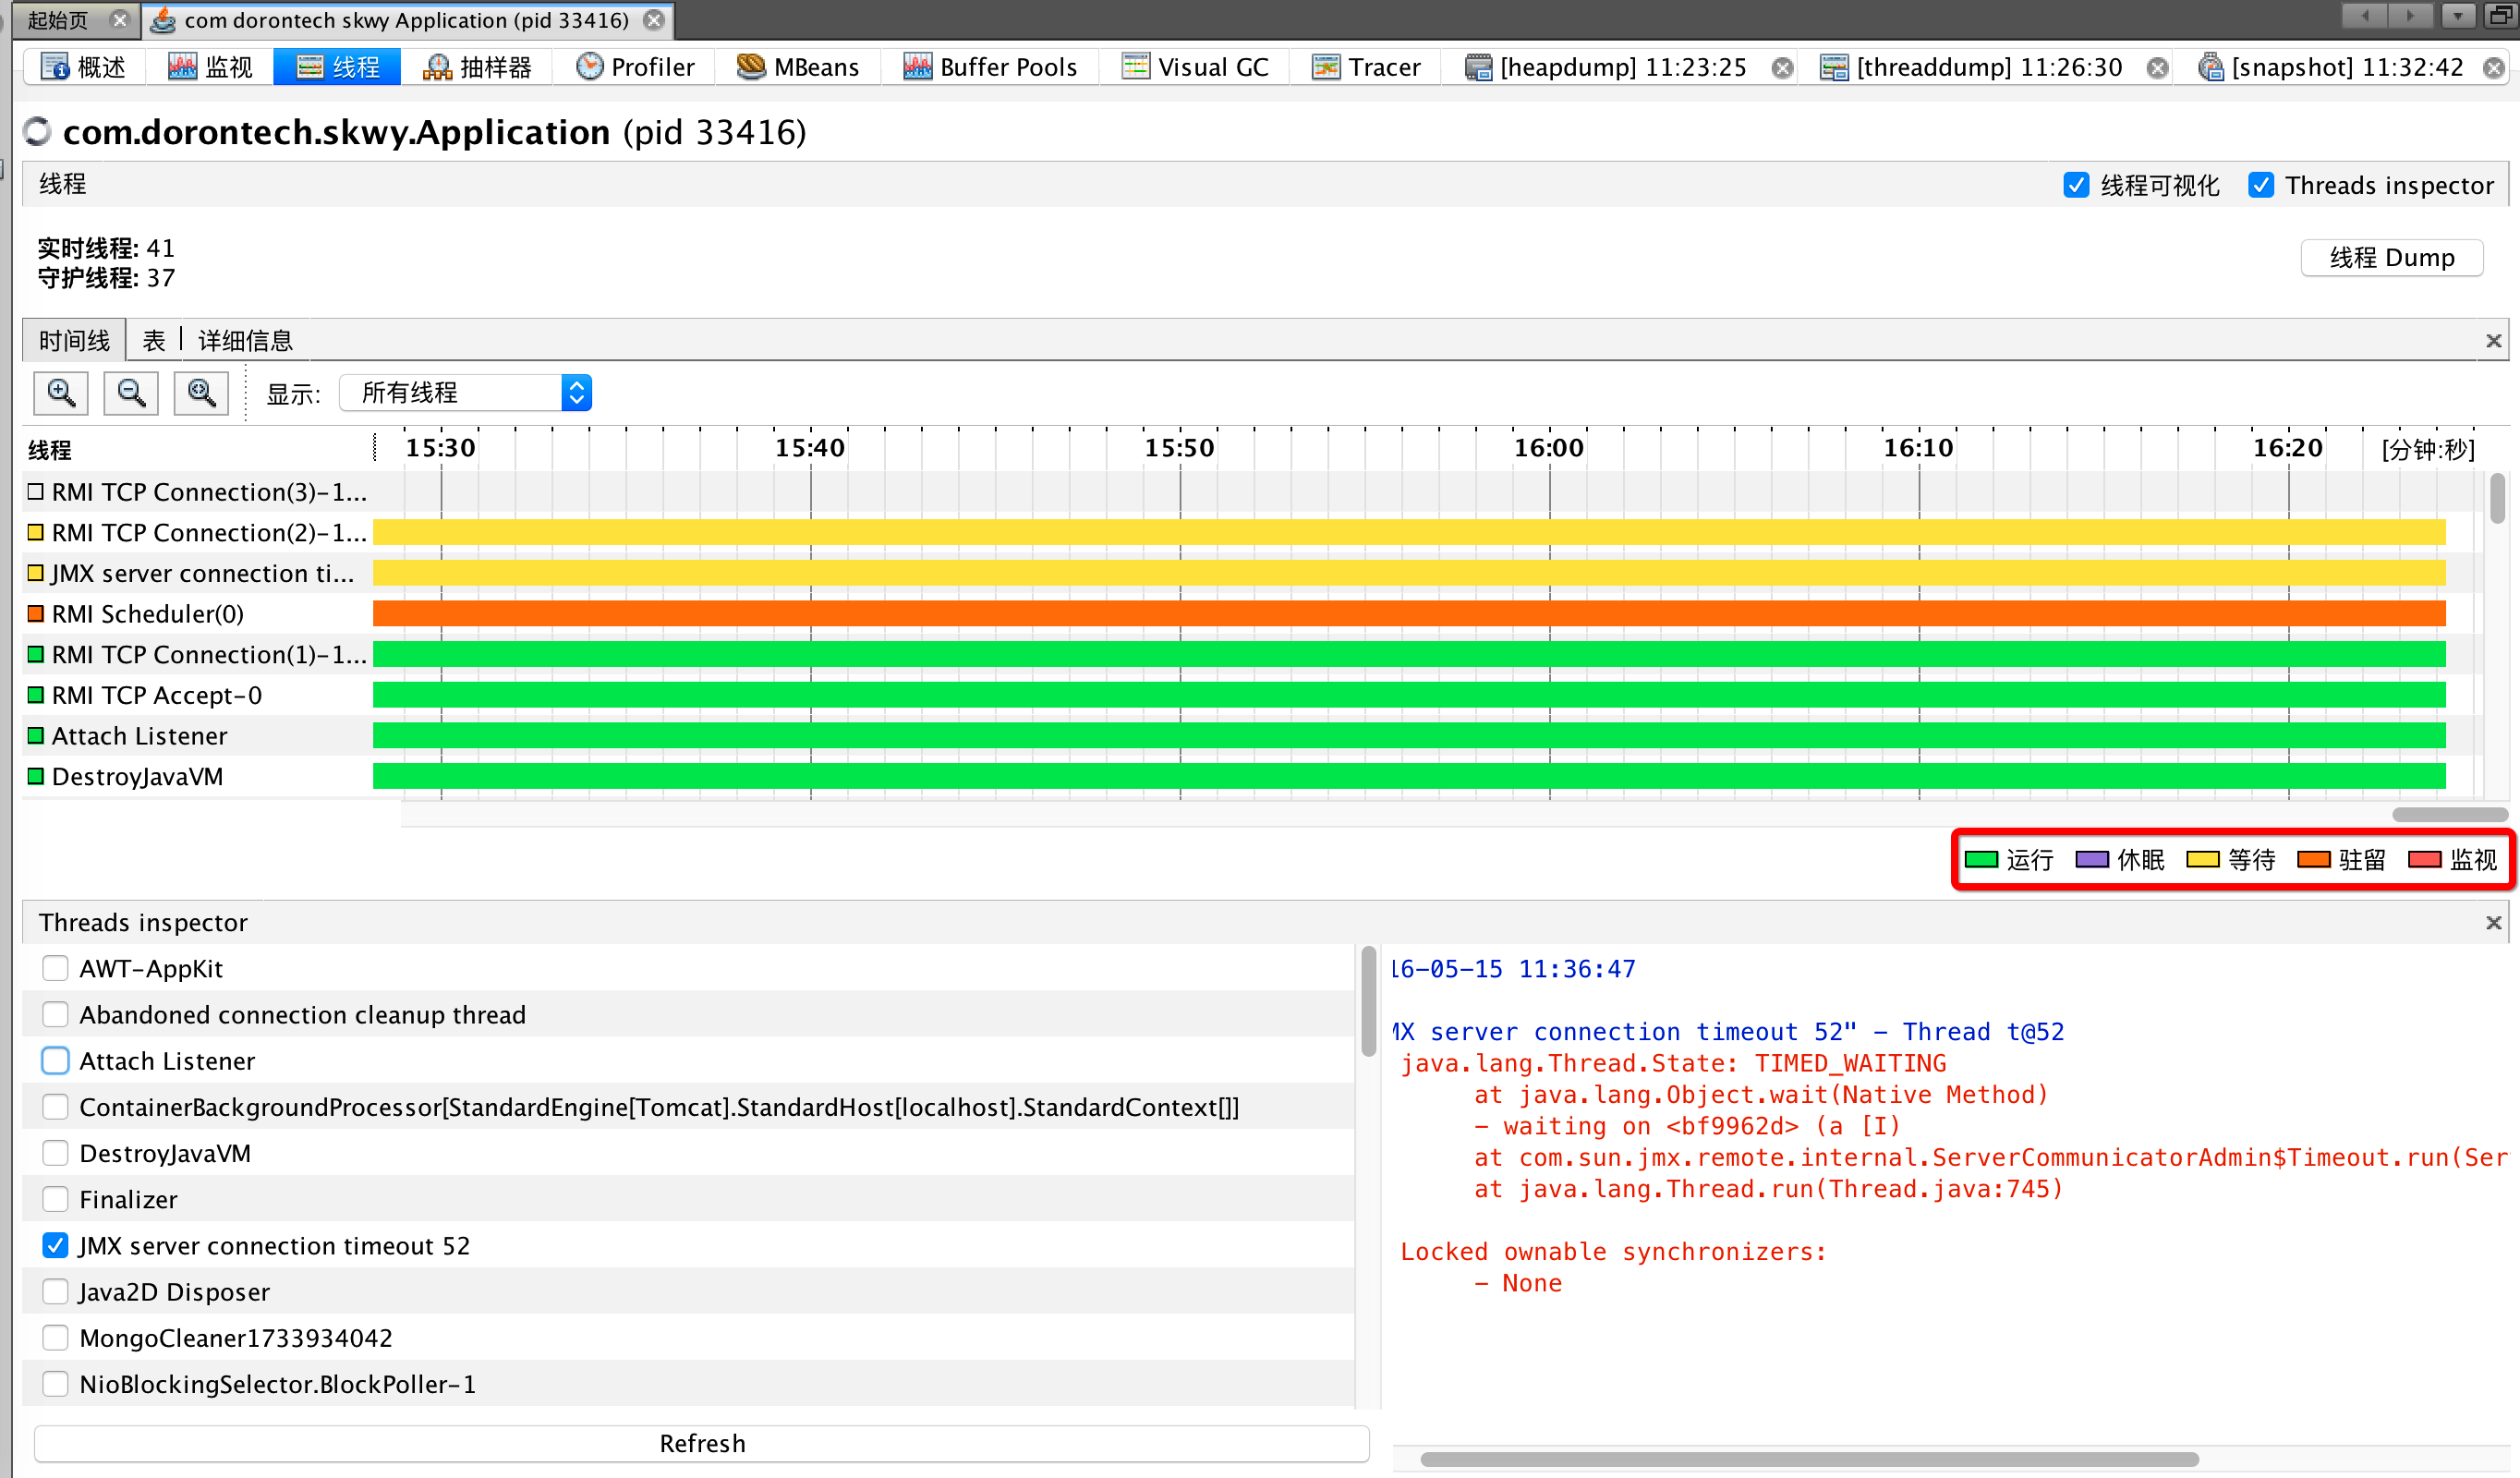 起始页 com dorontech skwy Application (pid 33416)
概述 监视 线程 抽样器 Profiler MBeans Buffer Pools Visual GC Tracer [heapdump] 11:23:25 [threaddump] 11:26:30 [snapshot] 11:32:42
com.dorontech.skwy.Application (pid 33416)
线程 线程可视化 Threads inspector
实时线程: 41
守护线程: 37
线程 Dump
时间线 表 详细信息
显示: 所有线程
线程 15:30 15:40 15:50 16:00 16:10 16:20 [分钟:秒]
RMI TCP Connection(3)-1...
RMI TCP Connection(2)-1...
JMX server connection ti...
RMI Scheduler(0)
RMI TCP Connection(1)-1...
RMI TCP Accept-0
Attach Listener
DestroyJavaVM
运行 休眠 等待 驻留 监视
Threads inspector
AWT-AppKit
Abandoned connection cleanup thread
Attach Listener
ContainerBackgroundProcessor[StandardEngine[Tomcat].StandardHost[localhost].StandardContext[]]
DestroyJavaVM
Finalizer
JMX server connection timeout 52
Java2D Disposer
MongoCleaner1733934042
NioBlockingSelector.BlockPoller-1
Refresh
16-05-15 11:36:47
MX server connection timeout 52" - Thread t@52
java.lang.Thread.State: TIMED_WAITING
at java.lang.Object.wait(Native Method)
- waiting on <bf9962d> (a [I)
at com.sun.jmx.remote.internal.ServerCommunicatorAdmin$Timeout.run(Ser
at java.lang.Thread.run(Thread.java:745)
Locked ownable synchronizers:
- None